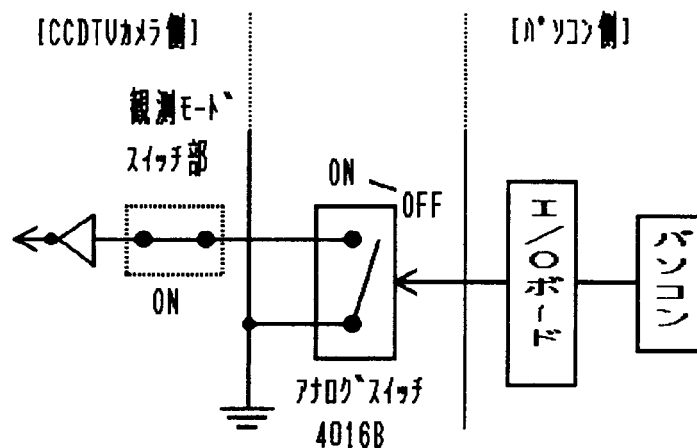 [CCDTVカメラ側]
[パソコン側]
観測モード
スイッチ部
ON
OFF
ON
I/Oボード
パソコン
アナログスイッチ
4016B